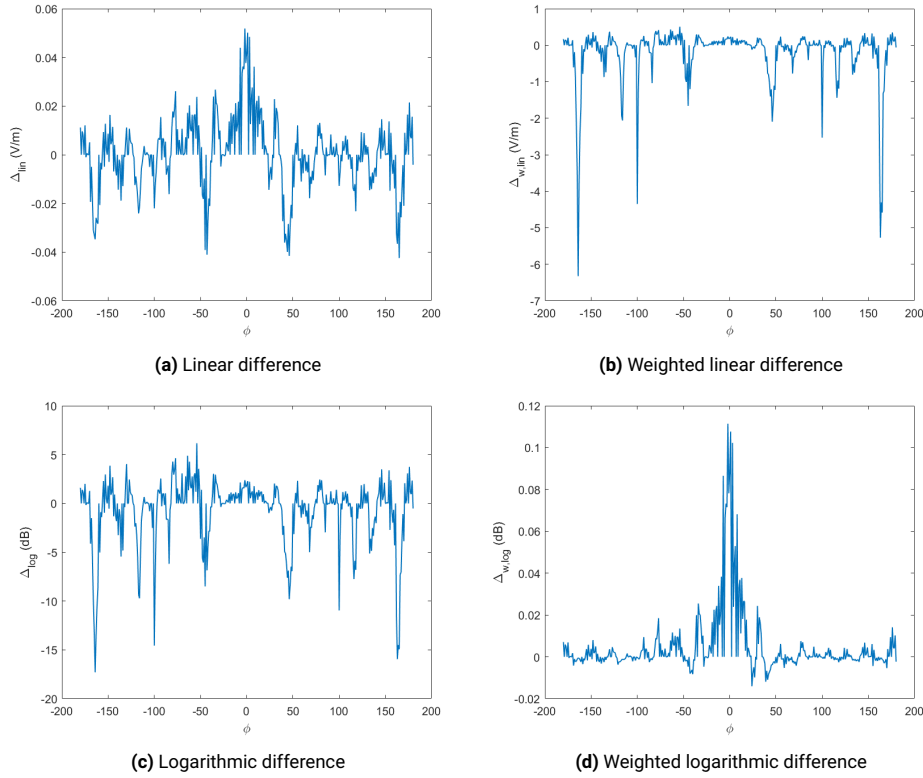 0.06
0.04
0.02
0
-0.02
-0.04
-0.06
Δlin (V/m)
-200 -150 -100 -50 0 50 100 150 200
ϕ
(a) Linear difference
1
0
-1
-2
-3
-4
-5
-6
-7
Δw,lin (V/m)
-200 -150 -100 -50 0 50 100 150 200
ϕ
(b) Weighted linear difference
10
5
0
-5
-10
-15
-20
Δlog (dB)
-200 -150 -100 -50 0 50 100 150 200
ϕ
(c) Logarithmic difference
0.12
0.1
0.08
0.06
0.04
0.02
0
-0.02
Δw,log (dB)
-200 -150 -100 -50 0 50 100 150 200
ϕ
(d) Weighted logarithmic difference